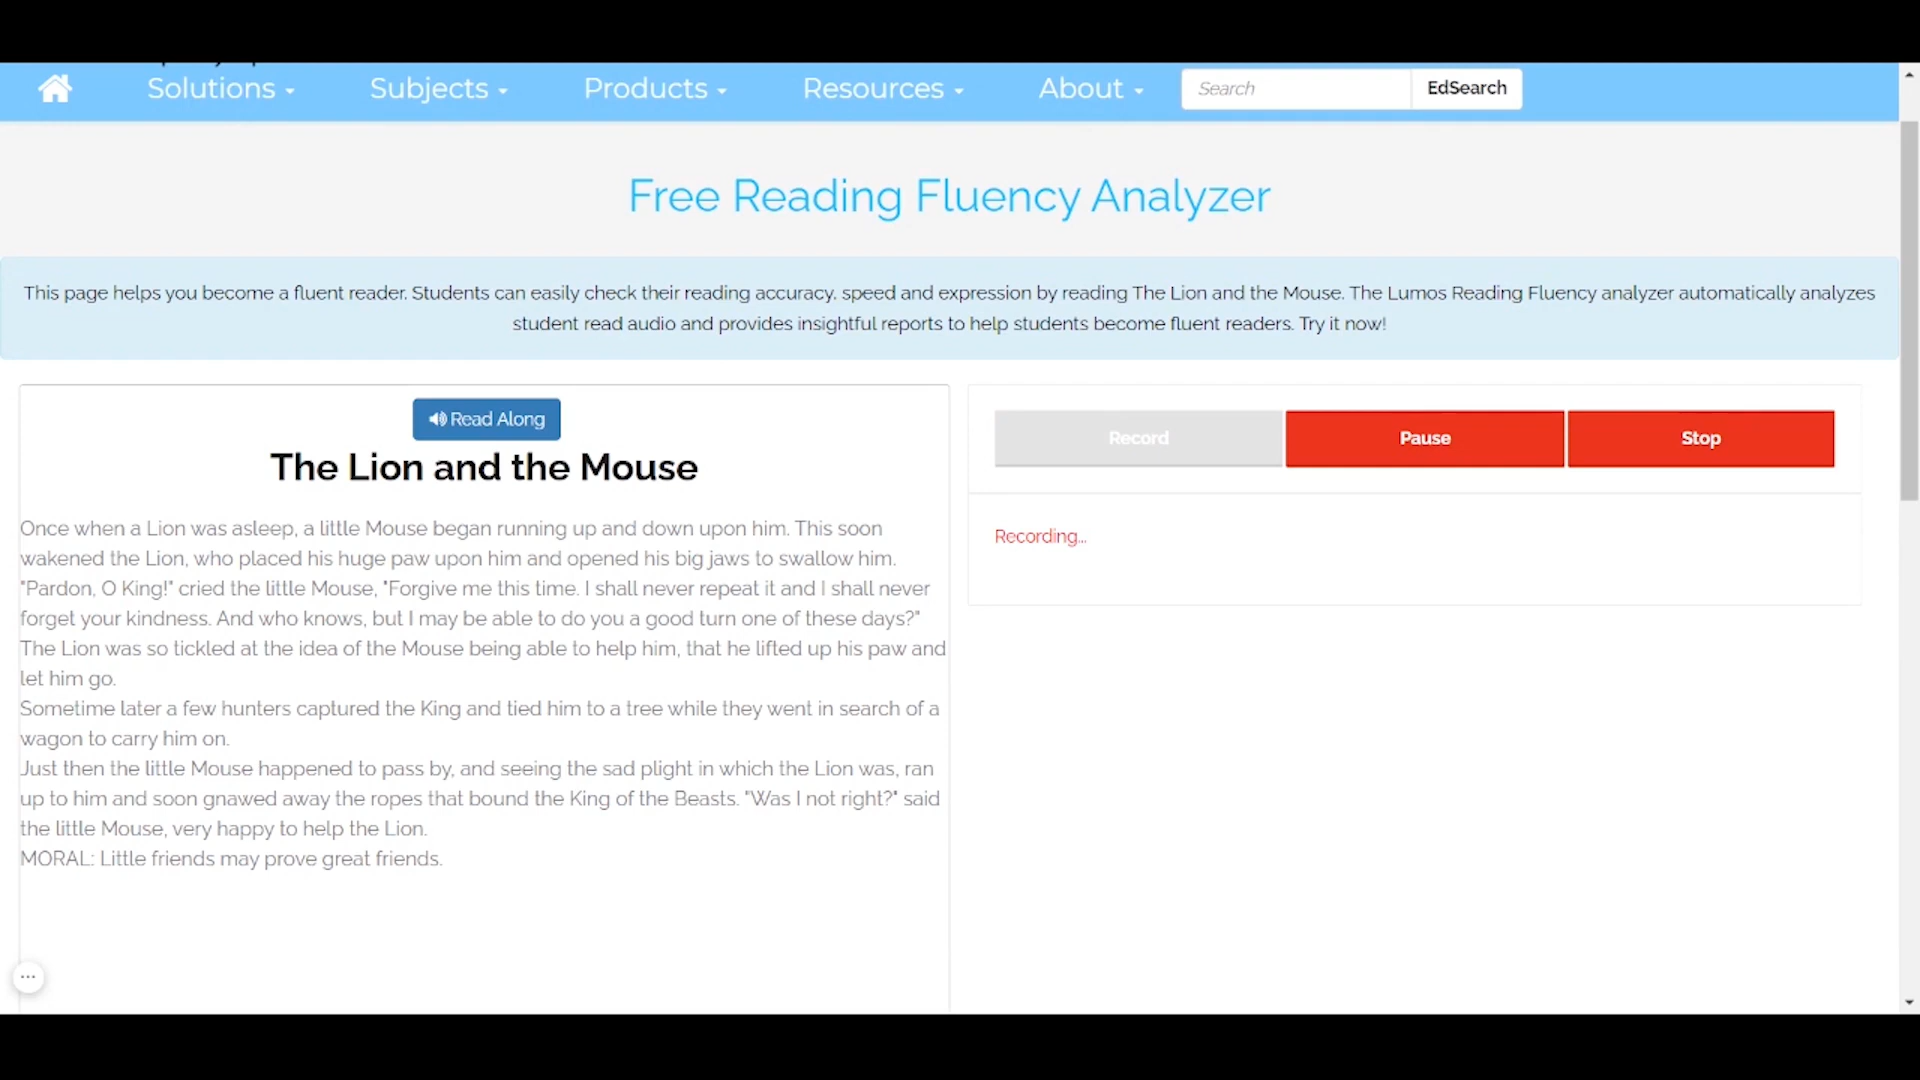 Solutions
Subjects
Products
Resources
About
Search
EdSearch
Free Reading Fluency Analyzer
This page helps you become a fluent reader. Students can easily check their reading accuracy. speed and expression by reading The Lion and the Mouse. The Lumos Reading Fluency analyzer automatically analyzes
student read audio and provides insightful reports to help students become fluent readers. Try it now!
Read Along
The Lion and the Mouse
Once when a Lion was asleep, a little Mouse began running up and down upon him. This soon
wakened the Lion, who placed his huge paw upon him and opened his big jaws to swallow him.
"Pardon, O King!" cried the little Mouse, "Forgive me this time. I shall never repeat it and I shall never
forget your kindness. And who knows, but I may be able to do you a good turn one of these days?"
The Lion was so tickled at the idea of the Mouse being able to help him, that he lifted up his paw and
let him go.
Sometime later a few hunters captured the King and tied him to a tree while they went in search of a
wagon to carry him on.
Just then the little Mouse happened to pass by, and seeing the sad plight in which the Lion was, ran
up to him and soon gnawed away the ropes that bound the King of the Beasts. "Was I not right?" said
the little Mouse, very happy to help the Lion.
MORAL: Little friends may prove great friends.
Record
Pause
Stop
Recording...